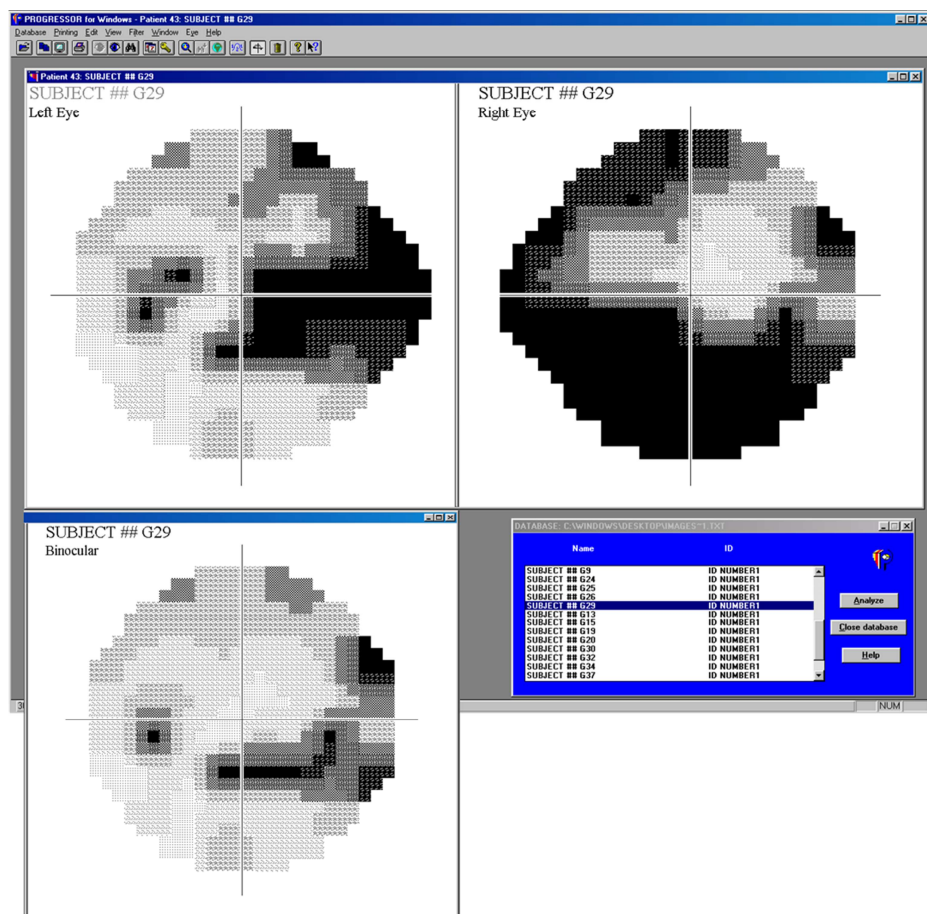 PROGRESSOR for Windows - Patient 43: SUBJECT ## G29
Database Printing Edit View Filter Window Eye Help
Patient 43: SUBJECT ## G29
SUBJECT ## G29
Left Eye
SUBJECT ## G29
Right Eye
SUBJECT ## G29
Binocular
DATABASE: C:\WINDOWS\DESKTOP\IMAGES~1.TXT
Name ID
SUBJECT ## G9 ID NUMBER1
SUBJECT ## G24 ID NUMBER1
SUBJECT ## G25 ID NUMBER1
SUBJECT ## G26 ID NUMBER1
SUBJECT ## G29 ID NUMBER1
SUBJECT ## G13 ID NUMBER1
SUBJECT ## G15 ID NUMBER1
SUBJECT ## G19 ID NUMBER1
SUBJECT ## G20 ID NUMBER1
SUBJECT ## G30 ID NUMBER1
SUBJECT ## G32 ID NUMBER1
SUBJECT ## G34 ID NUMBER1
SUBJECT ## G37 ID NUMBER1
Analyze
Close database
Help
NUM